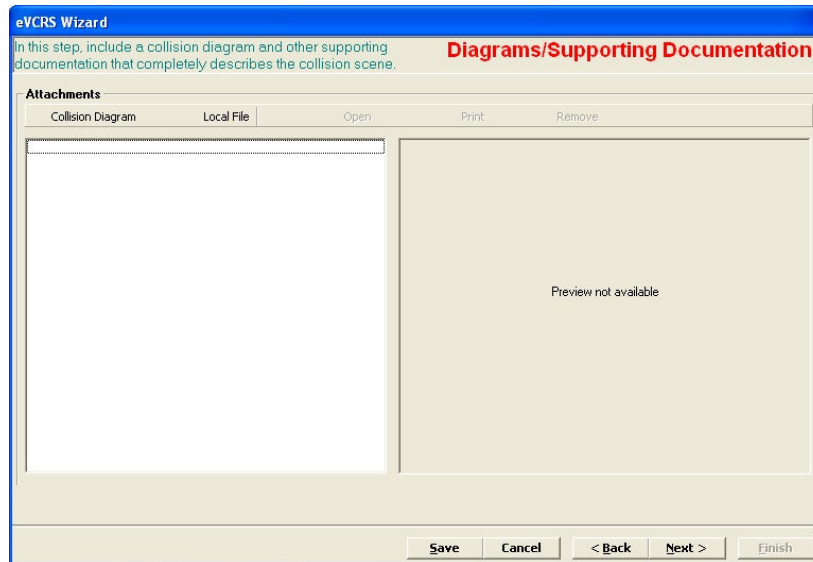 eVCRS Wizard
In this step, include a collision diagram and other supporting
documentation that completely describes the collision scene.
Diagrams/Supporting Documentation
Attachments
Collision Diagram Local File Open Print Remove
Preview not available
Save Cancel < Back Next > Finish